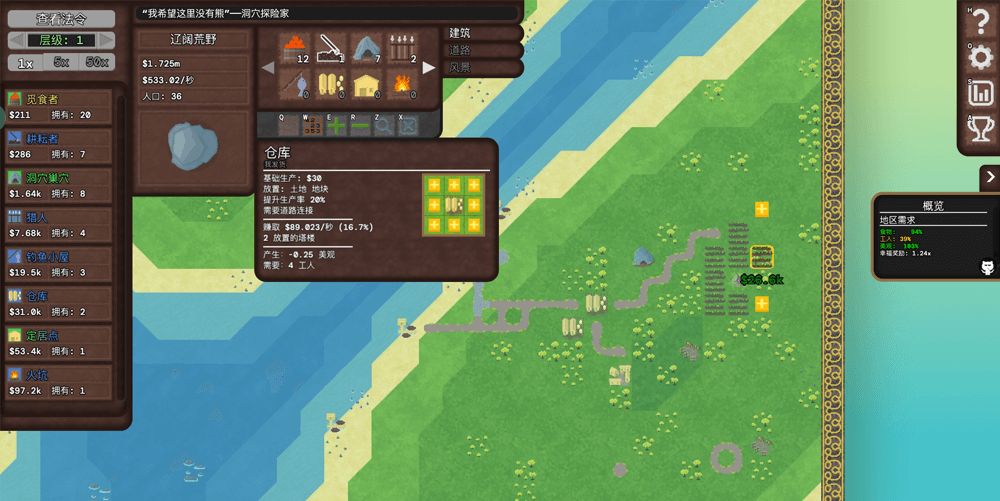 查看法令
层级: 1
1x 5x 50x
觅食者
$211 拥有: 20
耕耘者
$286 拥有: 7
洞穴巢穴
$1.64k 拥有: 8
猎人
$7.68k 拥有: 4
钓鱼小屋
$19.5k 拥有: 3
仓库
$31.0k 拥有: 2
定居点
$53.4k 拥有: 1
火坑
$97.2k 拥有: 1
“我希望这里没有熊”——洞穴探险家
辽阔荒野
$1.725m
$533.02/秒
人口: 36
12 1 7 2
0 0 0 0
建筑
道路
风景
Q W E R Z X
仓库
基础生产: $30
放置: 土地 地块
提升生产率 20%
需要道路连接
赚取 $89.023/秒 (16.7%)
2 放置的塔楼
产生: -0.25 美观
需要: 4 工人
$26.6k
H
O
S
A
概览
地区需求
食物: 94%
工人: 39%
美观: 103%
幸福奖励: 1.24x